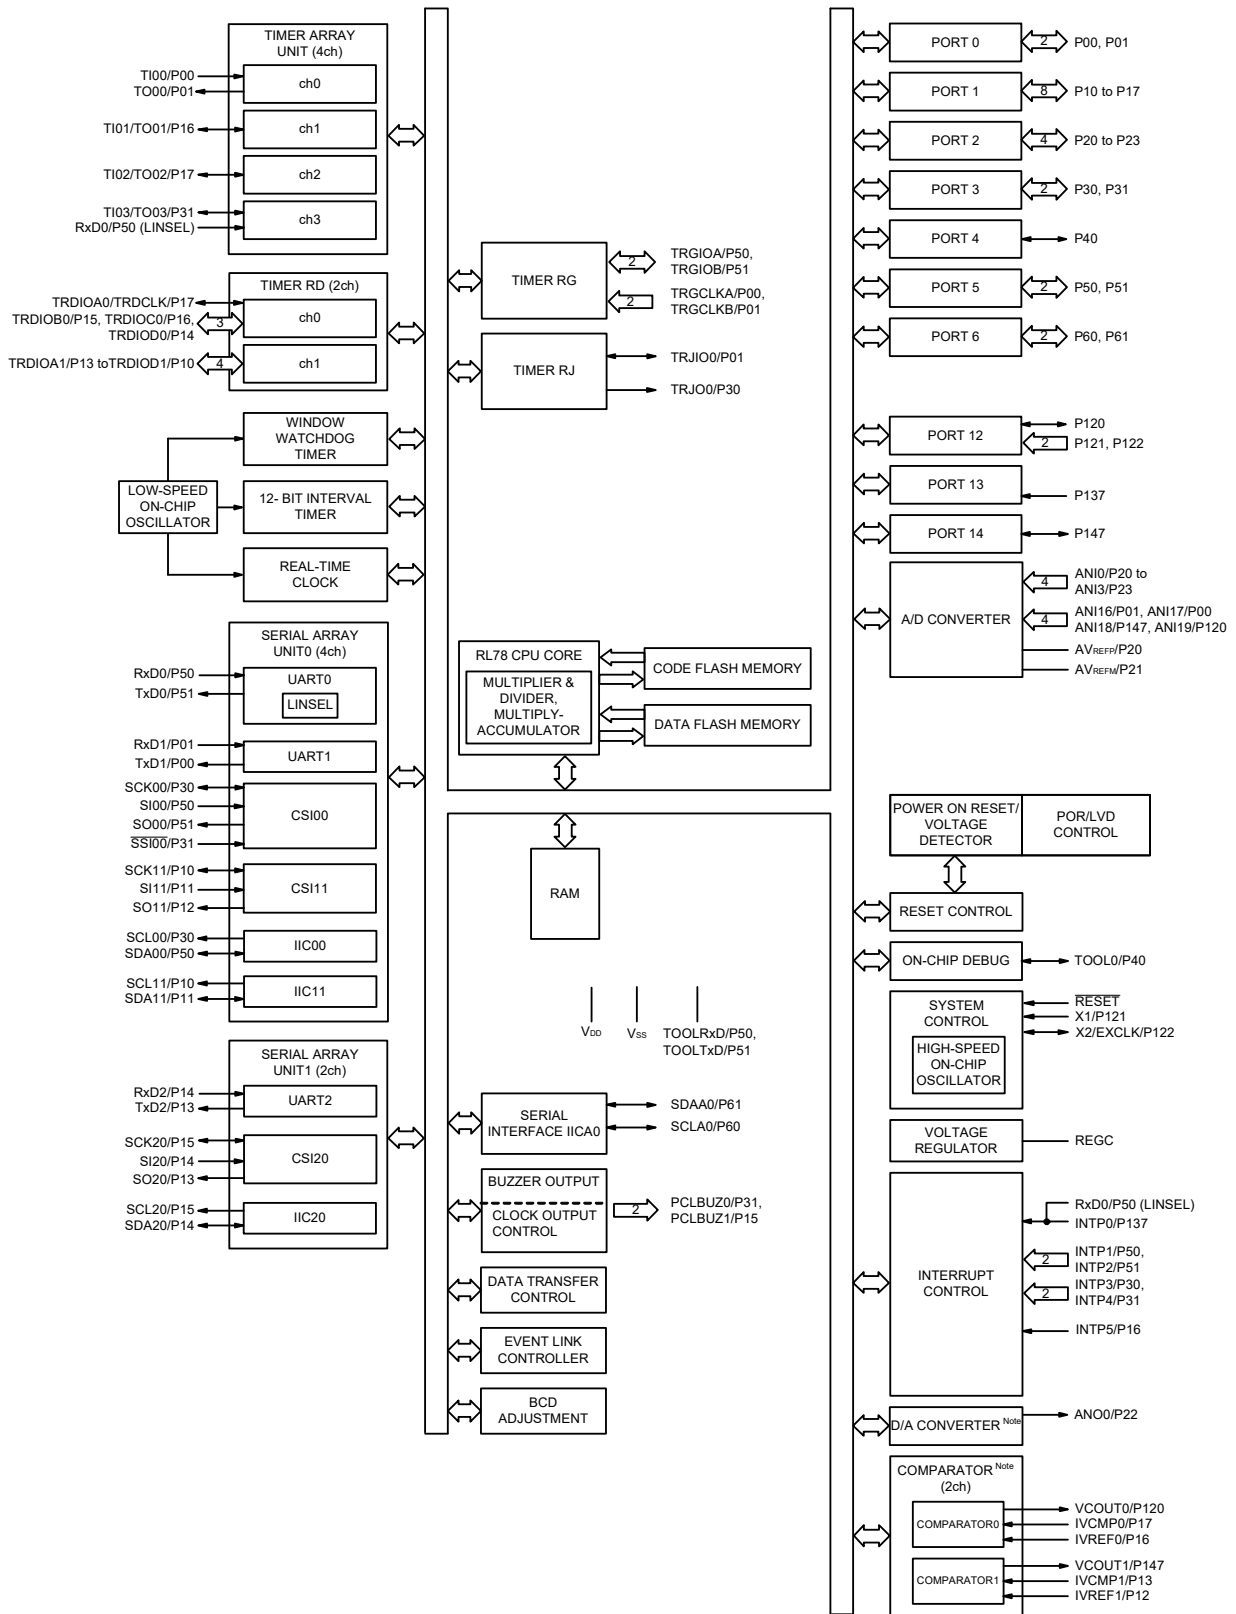 TIMER ARRAY
UNIT (4ch)
TI00/P00
TO00/P01
ch0
TI01/TO01/P16
ch1
TI02/TO02/P17
ch2
TI03/TO03/P31
RxD0/P50 (LINSEL)
ch3
TIMER RD (2ch)
TRDIOA0/TRDCLK/P17
TRDIOB0/P15, TRDIOC0/P16,
TRDIOD0/P14
3
ch0
TRDIOA1/P13 toTRDIOD1/P10
4
ch1
WINDOW
WATCHDOG
TIMER
LOW-SPEED
ON-CHIP
OSCILLATOR
12- BIT INTERVAL
TIMER
REAL-TIME
CLOCK
SERIAL ARRAY
UNIT0 (4ch)
RxD0/P50
TxD0/P51
UART0
LINSEL
RxD1/P01
TxD1/P00
UART1
SCK00/P30
SI00/P50
SO00/P51
SSI00/P31
CSI00
SCK11/P10
SI11/P11
SO11/P12
CSI11
SCL00/P30
SDA00/P50
IIC00
SCL11/P10
SDA11/P11
IIC11
SERIAL ARRAY
UNIT1 (2ch)
RxD2/P14
TxD2/P13
UART2
SCK20/P15
SI20/P14
SO20/P13
CSI20
SCL20/P15
SDA20/P14
IIC20
TIMER RG
2
TRGIOA/P50,
TRGIOB/P51
2
TRGCLKA/P00,
TRGCLKB/P01
TIMER RJ
TRJIO0/P01
TRJO0/P30
RL78 CPU CORE
MULTIPLIER &
DIVIDER,
MULTIPLY-
ACCUMULATOR
CODE FLASH MEMORY
DATA FLASH MEMORY
RAM
VDD
VSS
TOOLRxD/P50,
TOOLTxD/P51
SERIAL
INTERFACE IICA0
SDAA0/P61
SCLA0/P60
BUZZER OUTPUT
CLOCK OUTPUT
CONTROL
2
PCLBUZ0/P31,
PCLBUZ1/P15
DATA TRANSFER
CONTROL
EVENT LINK
CONTROLLER
BCD
ADJUSTMENT
PORT 0
2
P00, P01
PORT 1
8
P10 to P17
PORT 2
4
P20 to P23
PORT 3
2
P30, P31
PORT 4
P40
PORT 5
2
P50, P51
PORT 6
2
P60, P61
PORT 12
P120
2
P121, P122
PORT 13
P137
PORT 14
P147
A/D CONVERTER
4
ANI0/P20 to
ANI3/P23
4
ANI16/P01, ANI17/P00
ANI18/P147, ANI19/P120
AVREFP/P20
AVREFM/P21
POWER ON RESET/
VOLTAGE
DETECTOR
POR/LVD
CONTROL
RESET CONTROL
ON-CHIP DEBUG
TOOL0/P40
SYSTEM
CONTROL
HIGH-SPEED
ON-CHIP
OSCILLATOR
RESET
X1/P121
X2/EXCLK/P122
VOLTAGE
REGULATOR
REGC
INTERRUPT
CONTROL
RxD0/P50 (LINSEL)
INTP0/P137
2
INTP1/P50,
INTP2/P51
2
INTP3/P30,
INTP4/P31
INTP5/P16
D/A CONVERTER Note
ANO0/P22
COMPARATOR Note
(2ch)
COMPARATOR0
VCOUT0/P120
IVCMP0/P17
IVREF0/P16
COMPARATOR1
VCOUT1/P147
IVCMP1/P13
IVREF1/P12